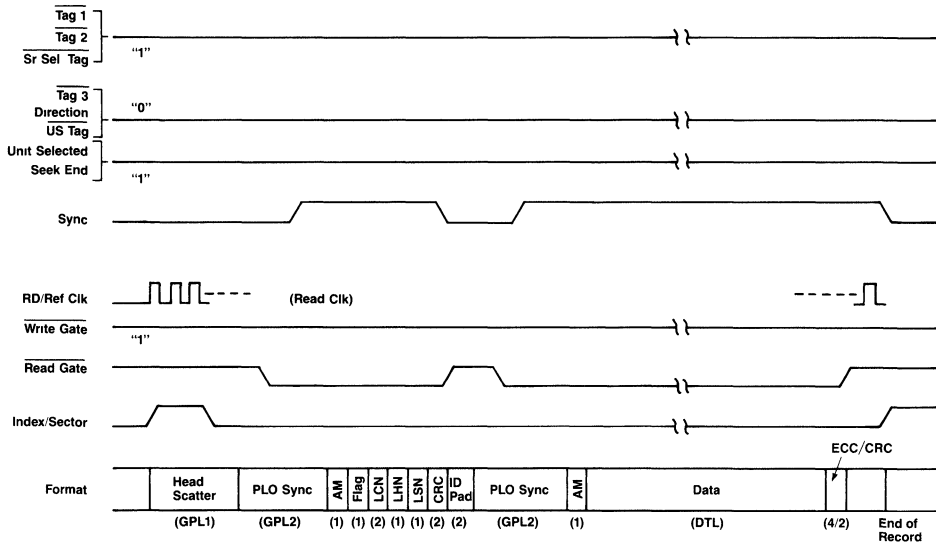 Tag 1
Tag 2
Sr Sel Tag
"1"
Tag 3
Direction
US Tag
"0"
Unit Selected
Seek End
"1"
Sync
RD/Ref Clk
(Read Clk)
Write Gate
"1"
Read Gate
Index/Sector
ECC/CRC
Format
Head Scatter
PLO Sync
AM
Flag
LCN
LHN
LSN
CRC
ID Pad
PLO Sync
AM
Data
(GPL1)
(GPL2)
(1)
(1)
(2)
(1)
(1)
(2)
(2)
(GPL2)
(1)
(DTL)
(4/2)
End of
Record